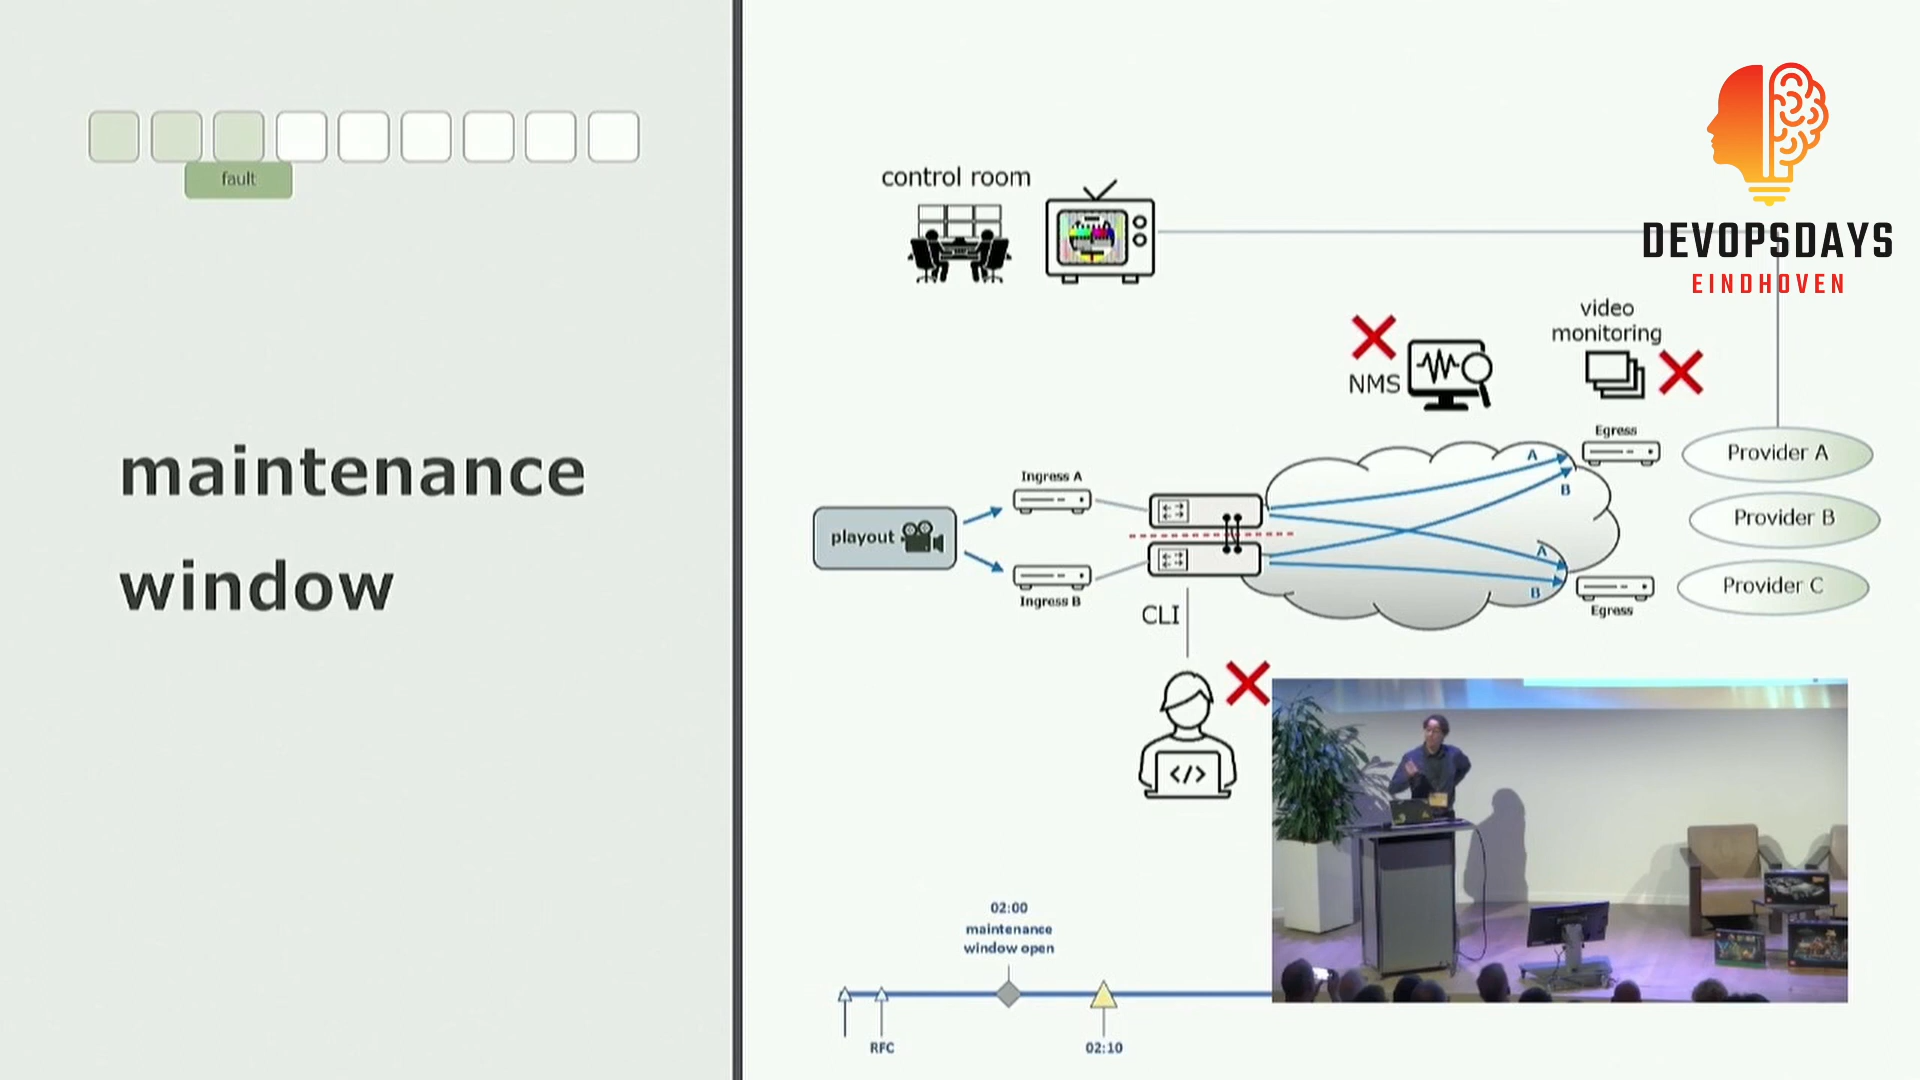 fault
maintenance
window
control room
DEVOPSDAYS
EINDHOVEN
video
monitoring
NMS
Egress
Provider A
A
B
Ingress A
playout
Provider B
A
B
Provider C
Ingress B
Egress
CLI
</>
02:00
maintenance
window open
RFC
02:10